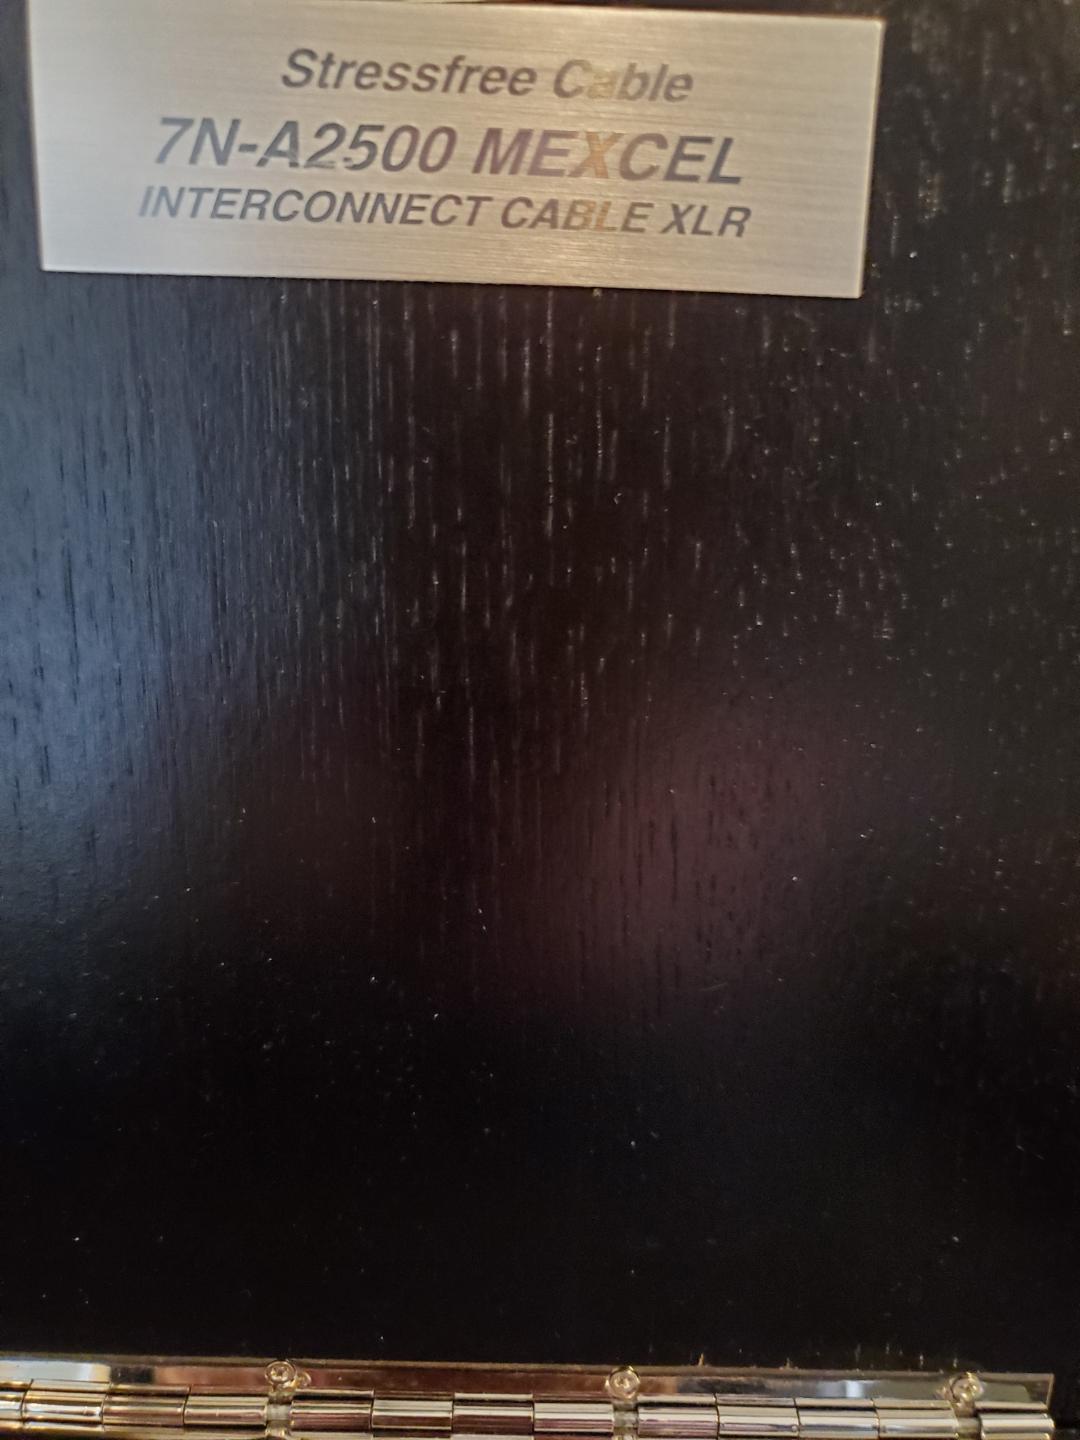 Stressfree Cable
7N-A2500 MEXCEL
INTERCONNECT CABLE XLR